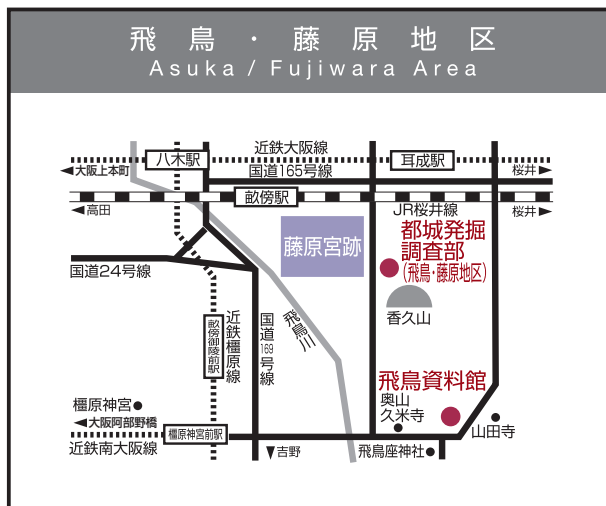 飛鳥・藤原地区
Asuka / Fujiwara Area
近鉄大阪線
八木駅
耳成駅
◀大阪上本町
国道165号線
桜井▶
畝傍駅
◀高田
JR桜井線
桜井▶
都城発掘
調査部
(飛鳥・藤原地区)
藤原宮跡
国道24号線
香久山
飛鳥川
国道169号線
近鉄橿原線
畝傍御陵前駅
飛鳥資料館
奥山
久米寺
橿原神宮●
◀大阪阿部野橋
橿原神宮前駅
山田寺
近鉄南大阪線
▼吉野
飛鳥座神社●